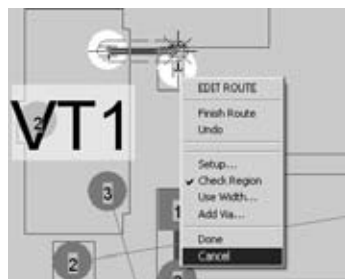 EDIT ROUTE
Finish Route
Undo
VT1
2
Setup...
Check Region
3
Use Width...
1
Add Via...
Done
2
Cancel